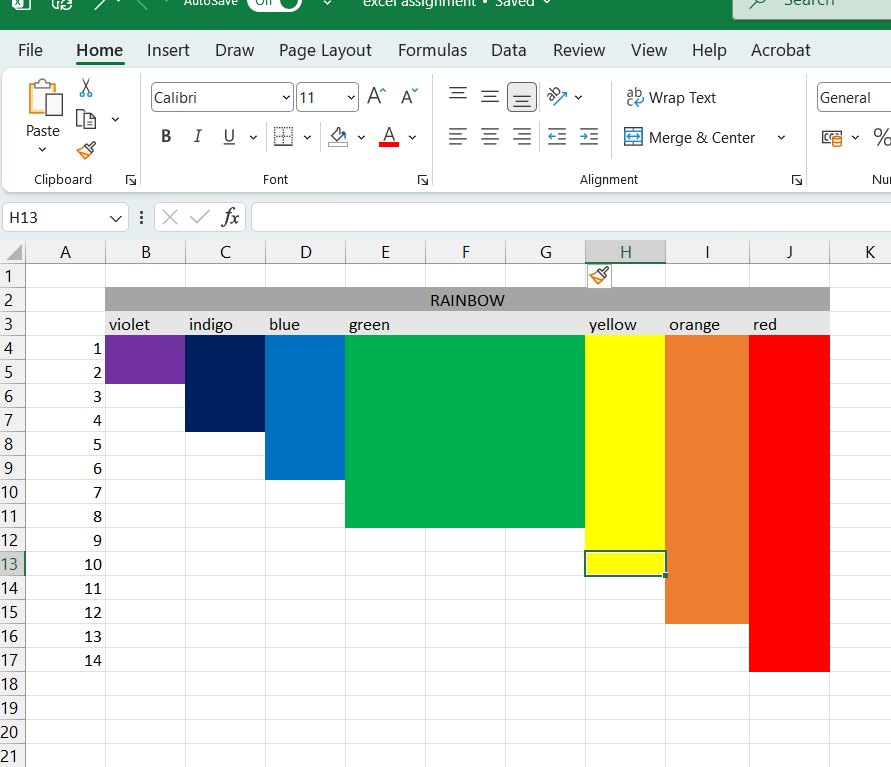 AutoSave On excel assignment • Saved Search
File Home Insert Draw Page Layout Formulas Data Review View Help Acrobat
Calibri 11 ab Wrap Text General
Paste B I U A Merge & Center %
Clipboard Font Alignment Nu
H13 fx
A B C D E F G H I J K
1
2 RAINBOW
3 violet indigo blue green yellow orange red
4 1
5 2
6 3
7 4
8 5
9 6
10 7
11 8
12 9
13 10
14 11
15 12
16 13
17 14
18
19
20
21